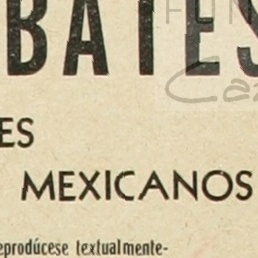 BATES
ES
MEXICANOS
eprodúcese textualmente-